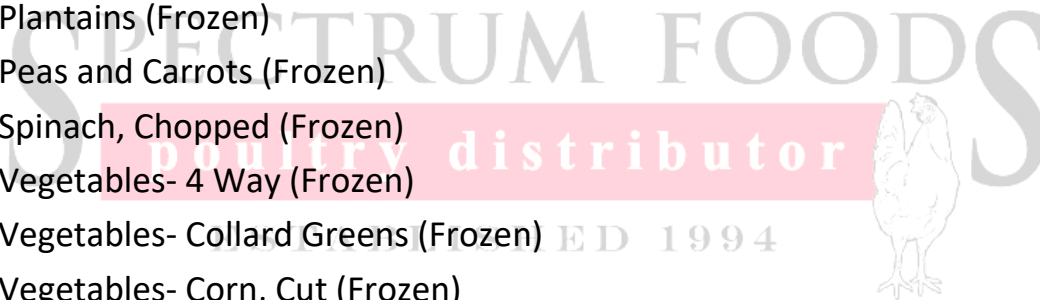 Plantains (Frozen)
SPECTRUM FOODS
Peas and Carrots (Frozen)
Spinach, Chopped (Frozen)
poultry distributor
Vegetables- 4 Way (Frozen)
Vegetables- Collard Greens (Frozen)
ESTABLISHED 1994
Vegetables- Corn, Cut (Frozen)